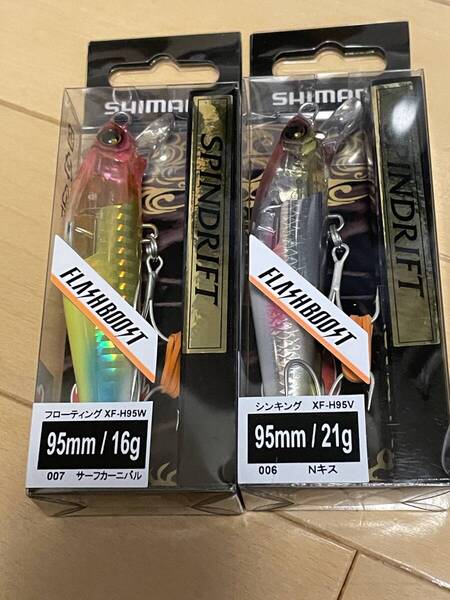 SHIMAN
SPINDRIFT
FLASHBOOST
フローティング XF-H95W
95mm / 16g
007 サーフカーニバル
SHIMAN
INDRIFT
FLASHBOOST
シンキング XF-H95V
95mm / 21g
006 Nキス